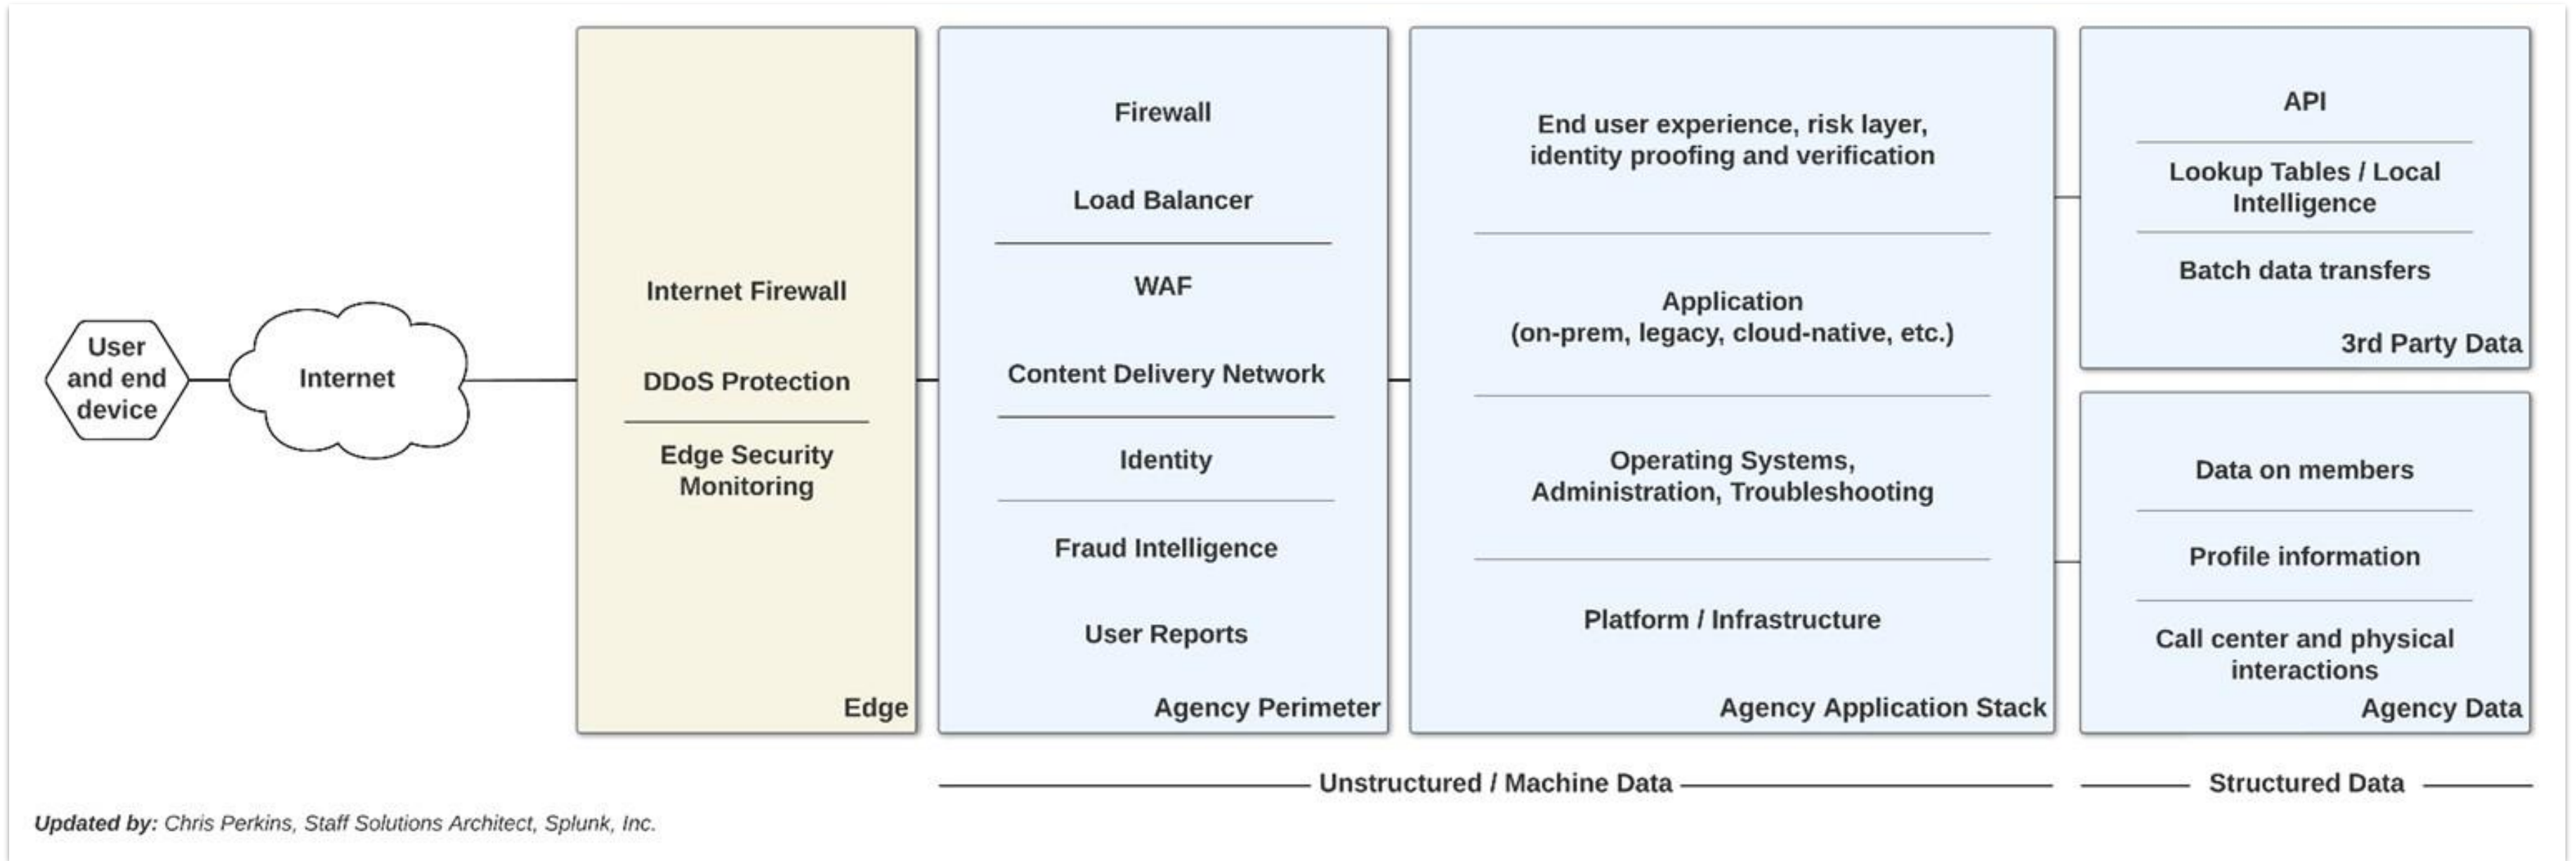 User
and end
device
Internet
Internet Firewall
DDoS Protection
Edge Security
Monitoring
Edge
Firewall
Load Balancer
WAF
Content Delivery Network
Identity
Fraud Intelligence
User Reports
Agency Perimeter
End user experience, risk layer,
identity proofing and verification
Application
(on-prem, legacy, cloud-native, etc.)
Operating Systems,
Administration, Troubleshooting
Platform / Infrastructure
Agency Application Stack
API
Lookup Tables / Local
Intelligence
Batch data transfers
3rd Party Data
Data on members
Profile information
Call center and physical
interactions
Agency Data
Unstructured / Machine Data
Structured Data
Updated by: Chris Perkins, Staff Solutions Architect, Splunk, Inc.